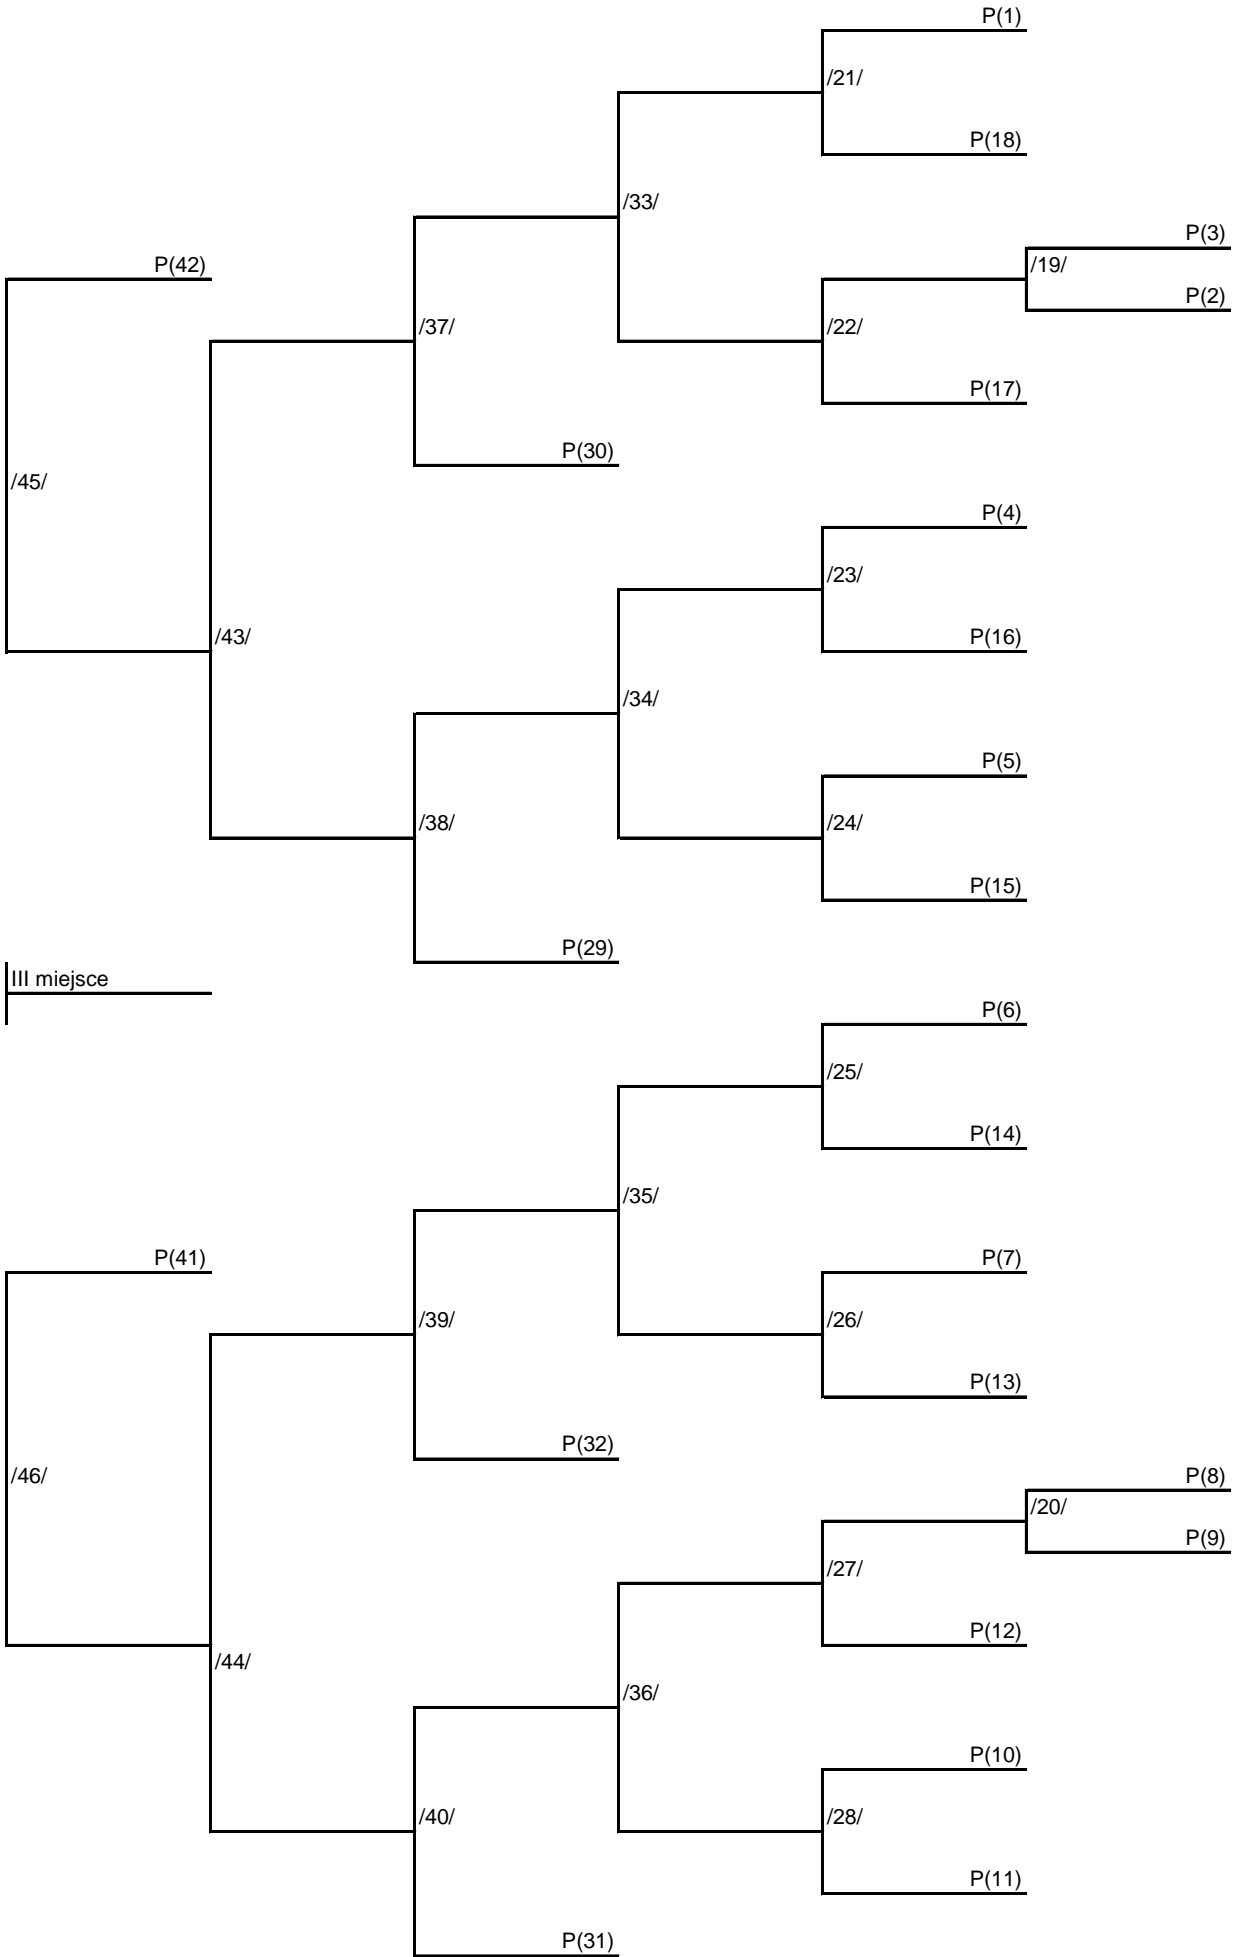 P(1)
/21/
P(18)
/33/
P(3)
P(42)
/19/
P(2)
/37/
/22/
P(17)
P(30)
/45/
P(4)
/23/
/43/
P(16)
/34/
P(5)
/38/
/24/
P(15)
P(29)
III miejsce
P(6)
/25/
P(14)
/35/
P(41)
P(7)
/39/
/26/
P(13)
P(32)
/46/
P(8)
/20/
P(9)
/27/
P(12)
/44/
/36/
P(10)
/40/
/28/
P(11)
P(31)